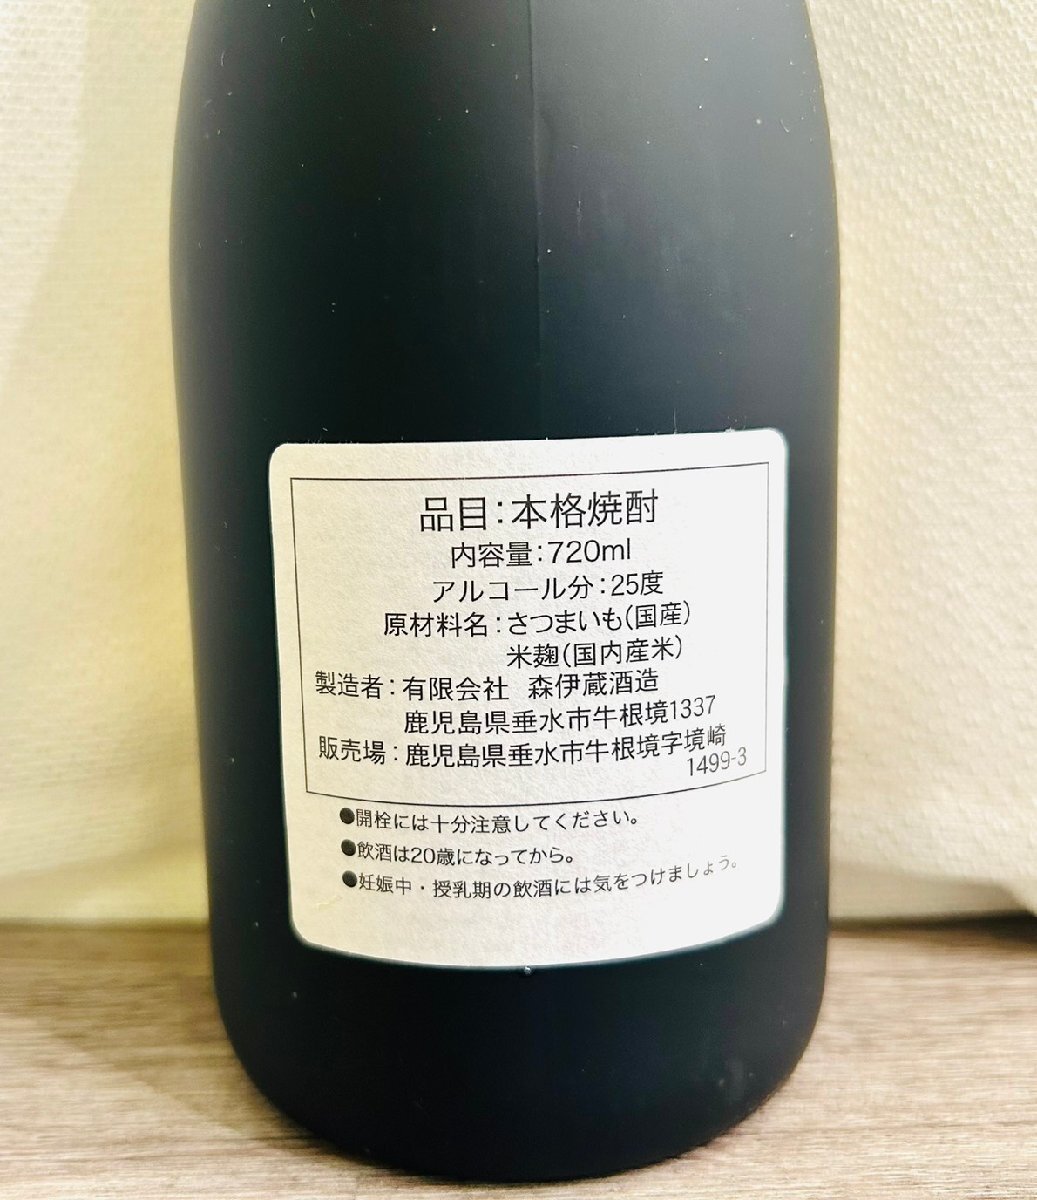 品目：本格焼酎
内容量：720ml
アルコール分：25度
原材料名：さつまいも（国産）
米麹（国内産米）
製造者：有限会社 森伊蔵酒造
鹿児島県垂水市牛根境1337
販売場：鹿児島県垂水市牛根境字境崎
1499-3
●開栓には十分注意してください。
●飲酒は20歳になってから。
●妊娠中・授乳期の飲酒には気をつけましょう。